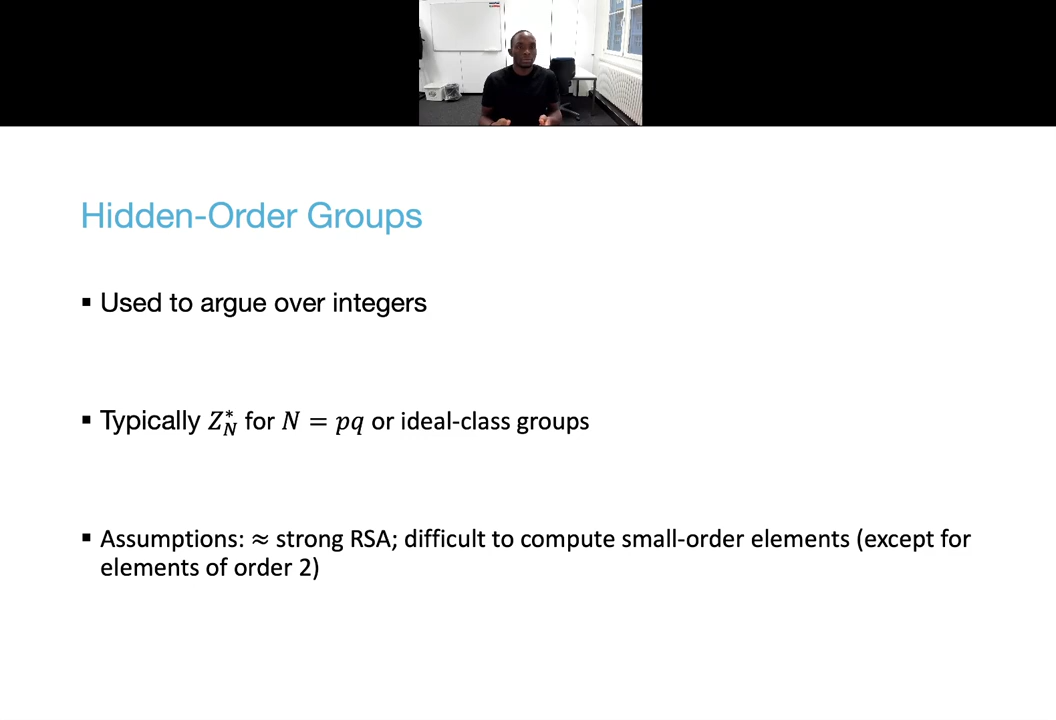 Hidden-Order Groups
▪ Used to argue over integers
▪ Typically $Z_N^*$ for $N = pq$ or ideal-class groups
▪ Assumptions: ≈ strong RSA; difficult to compute small-order elements (except for
elements of order 2)